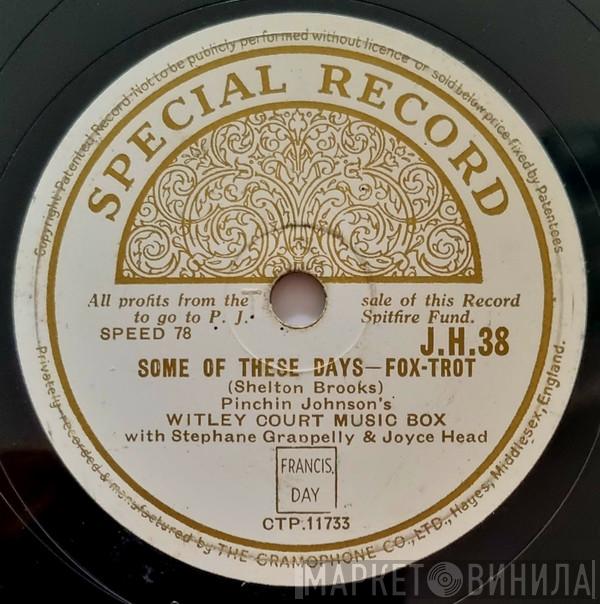 Copyright. Patented Record-Not to be publicly performed without licence or sold below price fixed by Patentees
SPECIAL RECORD
All profits from the sale of this Record
to go to P. J. Spitfire Fund.
SPEED 78
J.H.38
SOME OF THESE DAYS—FOX-TROT
(Shelton Brooks)
Pinchin Johnson's
WITLEY COURT MUSIC BOX
with Stephane Grappelly & Joyce Head
FRANCIS,
DAY
CTP.11733
Privately recorded & manufactured by THE GRAMOPHONE CO., LTD., Hayes, Middlesex, England.
МАРКЕТ ВИНИЛА